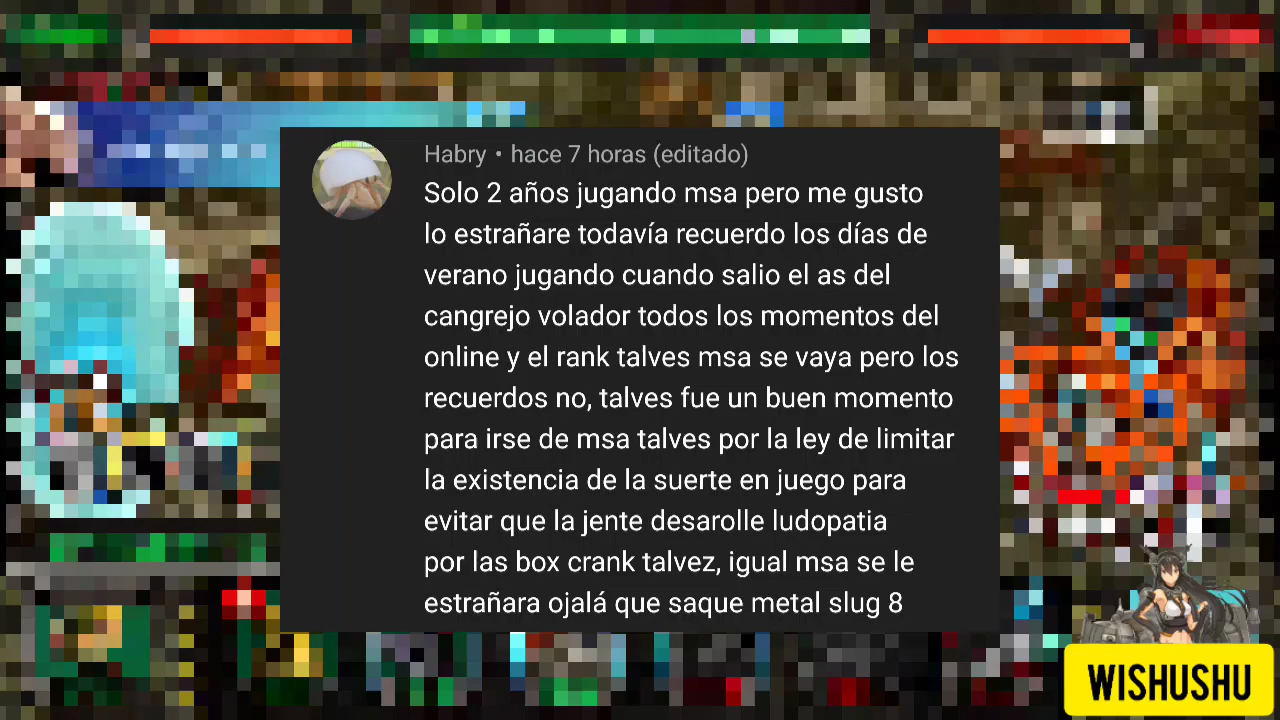 Habry • hace 7 horas (editado)
Solo 2 años jugando msa pero me gusto
lo estrañare todavía recuerdo los días de
verano jugando cuando salio el as del
cangrejo volador todos los momentos del
online y el rank talves msa se vaya pero los
recuerdos no, talves fue un buen momento
para irse de msa talves por la ley de limitar
la existencia de la suerte en juego para
evitar que la jente desarolle ludopatia
por las box crank talvez, igual msa se le
estrañara ojalá que saque metal slug 8
WISHUSHU